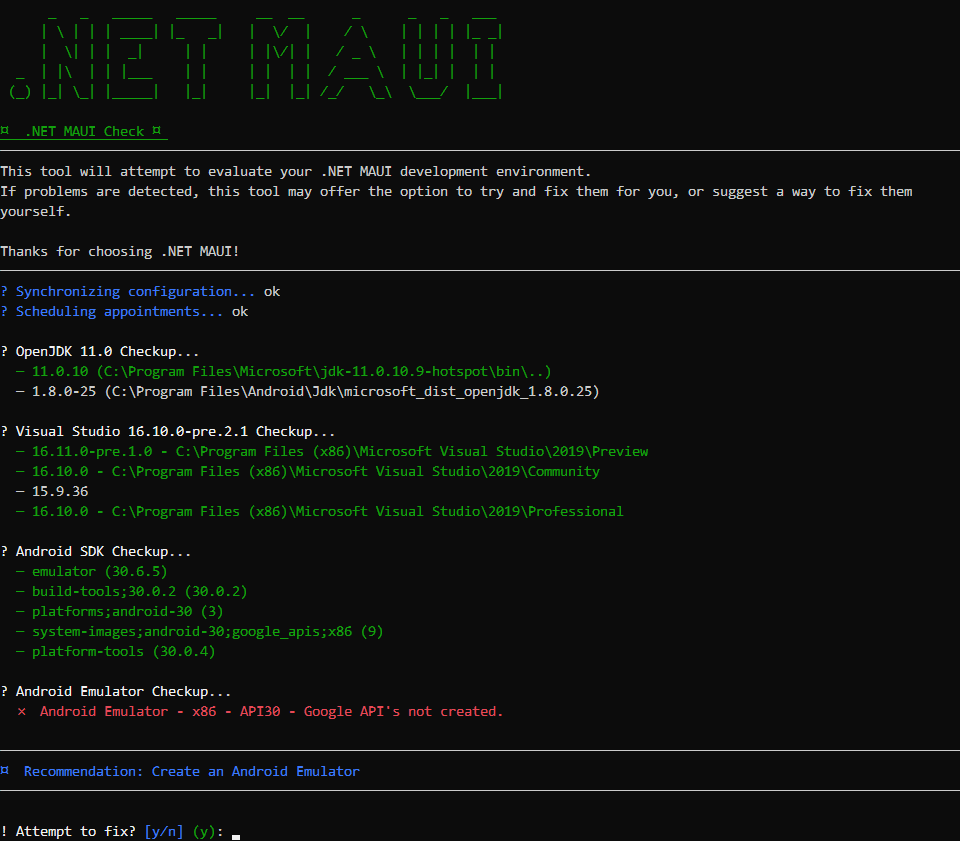 .NET MAUI
¤ .NET MAUI Check ¤
This tool will attempt to evaluate your .NET MAUI development environment.
If problems are detected, this tool may offer the option to try and fix them for you, or suggest a way to fix them
yourself.
Thanks for choosing .NET MAUI!
? Synchronizing configuration... ok
? Scheduling appointments... ok
? OpenJDK 11.0 Checkup...
– 11.0.10 (C:\Program Files\Microsoft\jdk-11.0.10.9-hotspot\bin\..)
– 1.8.0-25 (C:\Program Files\Android\Jdk\microsoft_dist_openjdk_1.8.0.25)
? Visual Studio 16.10.0-pre.2.1 Checkup...
– 16.11.0-pre.1.0 - C:\Program Files (x86)\Microsoft Visual Studio\2019\Preview
– 16.10.0 - C:\Program Files (x86)\Microsoft Visual Studio\2019\Community
– 15.9.36
– 16.10.0 - C:\Program Files (x86)\Microsoft Visual Studio\2019\Professional
? Android SDK Checkup...
– emulator (30.6.5)
– build-tools;30.0.2 (30.0.2)
– platforms;android-30 (3)
– system-images;android-30;google_apis;x86 (9)
– platform-tools (30.0.4)
? Android Emulator Checkup...
× Android Emulator - x86 - API30 - Google API's not created.
¤ Recommendation: Create an Android Emulator
! Attempt to fix? [y/n] (y):